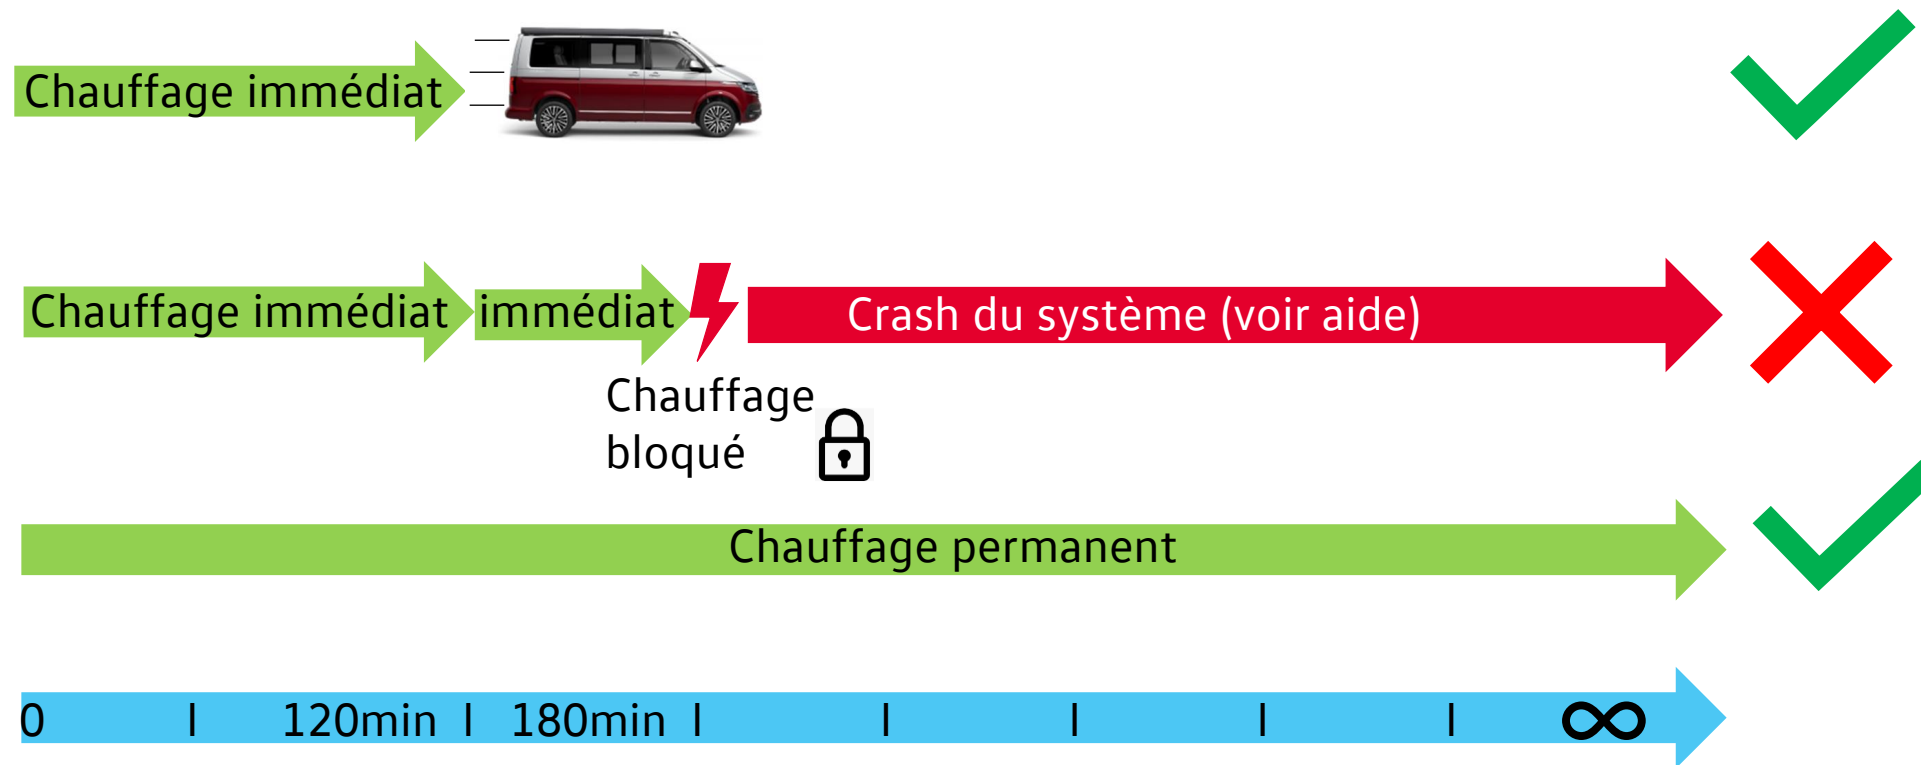 Chauffage immédiat
Chauffage immédiat immédiat Crash du système (voir aide)
Chauffage
bloqué
Chauffage permanent
0 I 120min I 180min I I I I I ∞